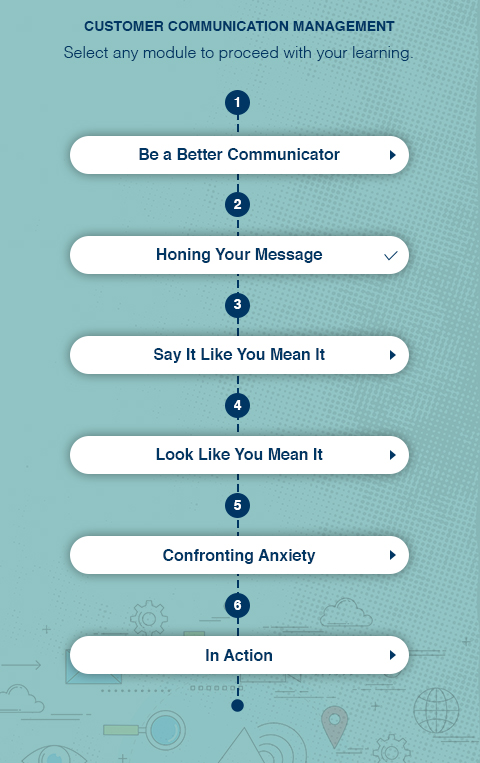 CUSTOMER COMMUNICATION MANAGEMENT
Select any module to proceed with your learning.
1
Be a Better Communicator
2
Honing Your Message
3
Say It Like You Mean It
4
Look Like You Mean It
5
Confronting Anxiety
6
In Action